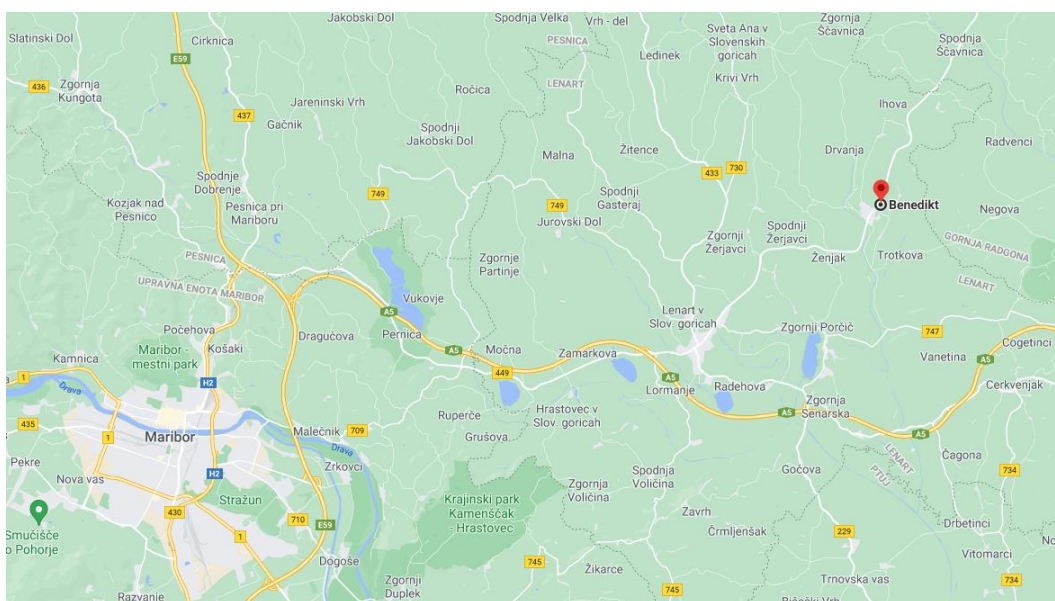 Jakobski Dol
Spodnja Velka
Vrh - del
Zgornja
Ščavnica
Slatinski Dol
Cirknica
PESNICA
Sveta Ana v
Slovenskih
goricah
Spodnja
Ščavnica
E59
Ledinek
436
Zgornja
Kungota
Ročica
LENART
Krivi Vrh
Jareninski Vrh
Ihova
437
Gačnik
Spodnji
Jakobski Dol
Radvenci
Malna
Žitence
Drvanja
433
730
Spodnje
Dobrenje
749
Spodnji
Gasteraj
Kozjak nad
Pesnico
Pesnica pri
Mariboru
749
Jurovski Dol
Benedikt
Negova
Zgornji
Žerjavci
Spodnji
Žerjavci
GORNJA RADGONA
PESNICA
Zgornje
Partinje
Ženjak
Trotkova
UPRAVNA ENOTA MARIBOR
LENART
Vukovje
Lenart v
Slov. goricah
Počehova
A5
Dragučova
Pernica
Zgornji Porčič
747
Košaki
Maribor -
mestni park
Močna
Zamarkova
A5
Cogetinci
Kamnica
Vanetina
A5
1
449
A5
H2
Lormanje
Radehova
Cerkvenjak
Drava
Zgornja
Senarska
Ruperče
Hrastovec v
Slov. goricah
A5
435
1
Maribor
Malečnik
709
A5
Grušova
Drava
Čagona
LENART
PTUJ
Pekre
Zrkovci
Nova vas
H2
Spodnja
Voličina
Gočova
734
Zgornja
Voličina
Stražun
Krajinski park
Kamenščak
- Hrastovec
Smučišče
o Pohorje
430
710
E59
Zavrh
Drbetinci
1
Črmljenšak
229
Vitomarci
No
Dogoše
745
Žikarce
Zgornji
Duplek
745
Trnovska vas
734
Razvanje